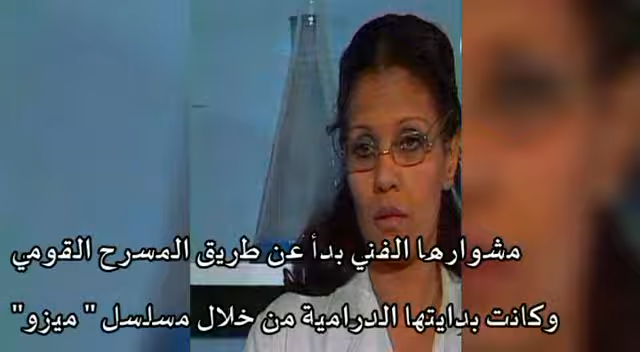 مشوارها الفني بدأ عن طريق المسرح القومي
وكانت بدايتها الدرامية من خلال مسلسل " ميزو"